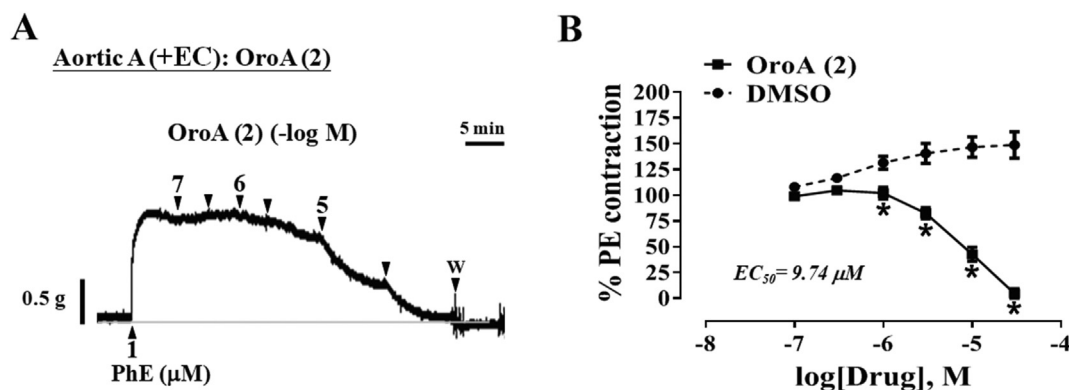 A
Aortic A (+EC): OroA (2)
OroA (2) (-log M)
5 min
7
6
5
W
0.5 g
1
PhE (μM)
B
OroA (2)
DMSO
% PE contraction
200
175
150
125
100
75
50
25
0
*
*
*
*
EC50= 9.74 μM
-8
-7
-6
-5
-4
log[Drug], M